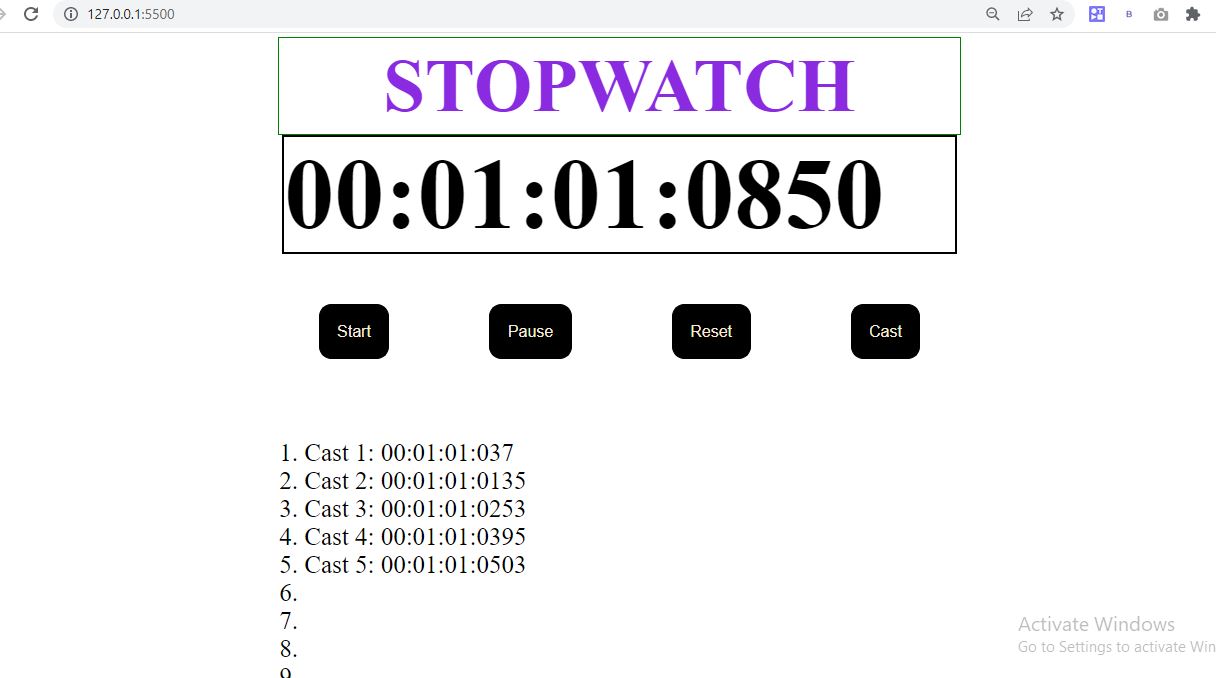 127.0.0.1:5500
B
STOPWATCH
00:01:01:0850
Start Pause Reset Cast
1. Cast 1: 00:01:01:037
2. Cast 2: 00:01:01:0135
3. Cast 3: 00:01:01:0253
4. Cast 4: 00:01:01:0395
5. Cast 5: 00:01:01:0503
6.
7.
8.
9
Activate Windows
Go to Settings to activate Win